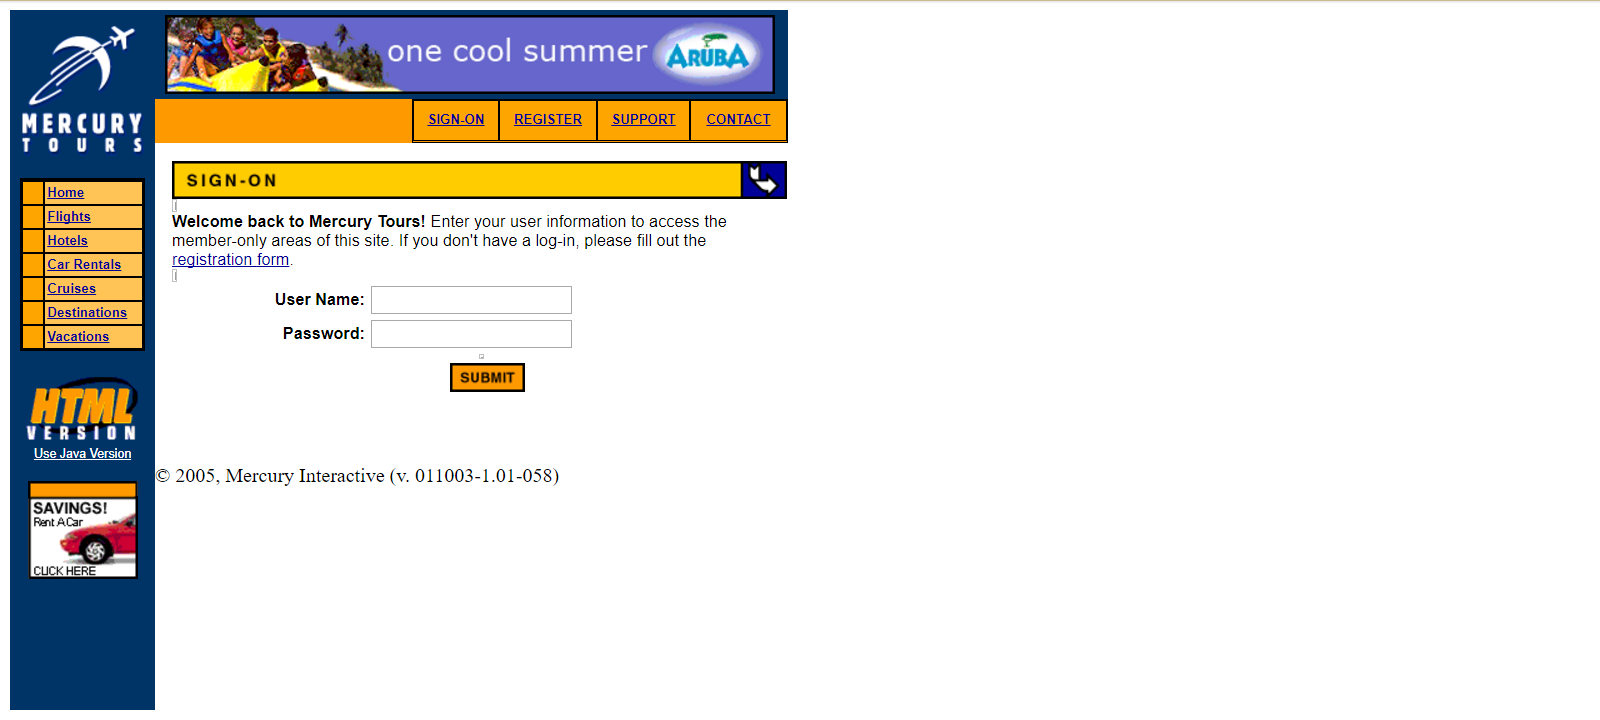 MERCURY
TOURS
one cool summer
ARUBA
SIGN-ON
REGISTER
SUPPORT
CONTACT
Home
Flights
Hotels
Car Rentals
Cruises
Destinations
Vacations
HTML
VERSION
Use Java Version
SAVINGS!
Rent A Car
CLICK HERE
SIGN-ON
Welcome back to Mercury Tours! Enter your user information to access the
member-only areas of this site. If you don't have a log-in, please fill out the
registration form.
User Name:
Password:
SUBMIT
© 2005, Mercury Interactive (v. 011003-1.01-058)